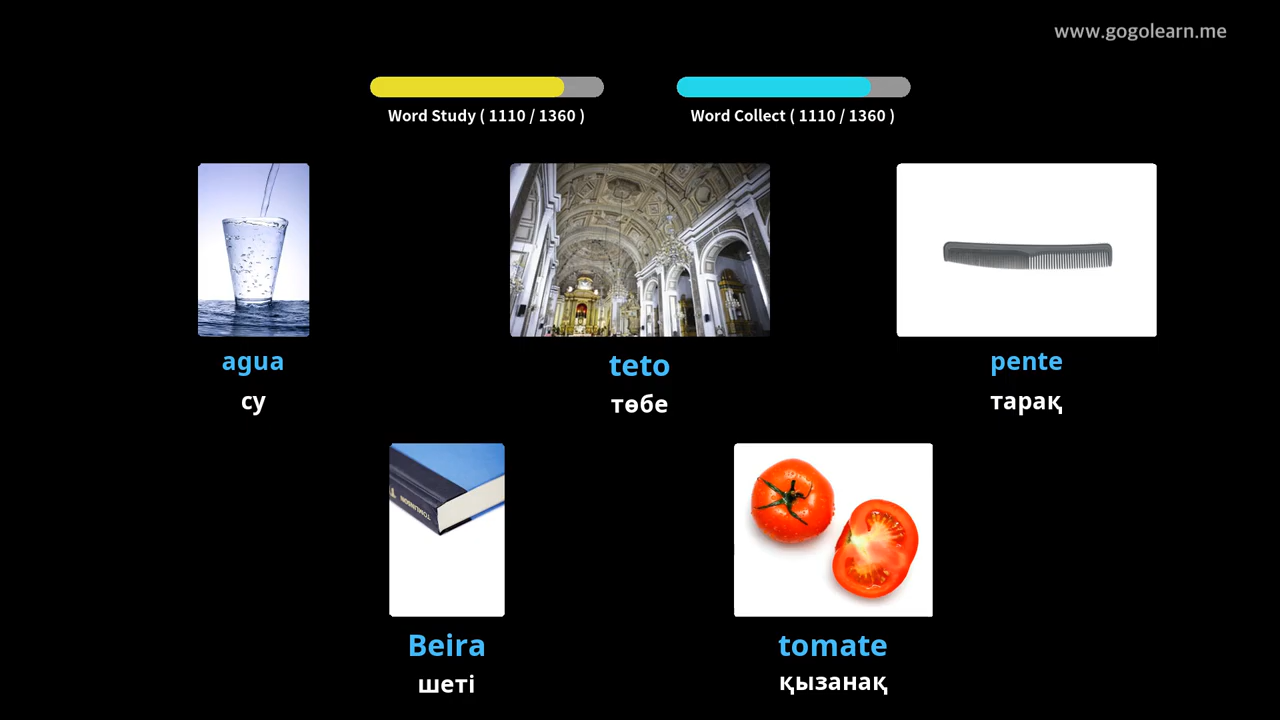 www.gogolearn.me
Word Study ( 1110 / 1360 )
Word Collect ( 1110 / 1360 )
agua
су
teto
төбе
pente
тарақ
TOMLINSON
Beira
шеті
tomate
қызанақ